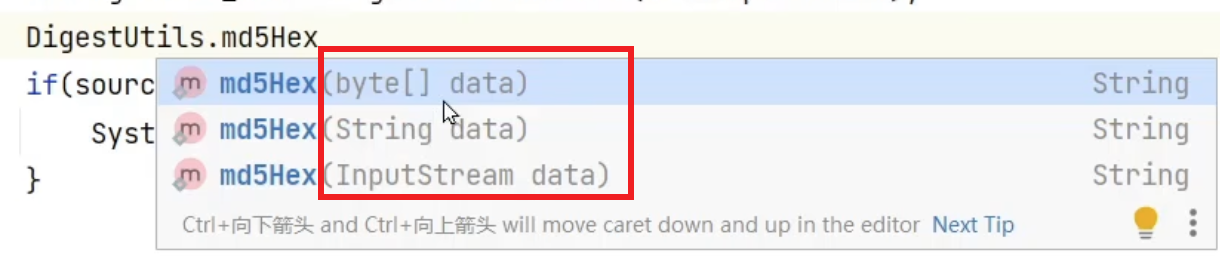 DigestUtils.md5Hex
if(sourc
m md5Hex(byte[] data) String
Syst
m md5Hex(String data) String
}
m md5Hex(InputStream data) String
Ctrl+向下箭头 and Ctrl+向上箭头 will move caret down and up in the editor Next Tip